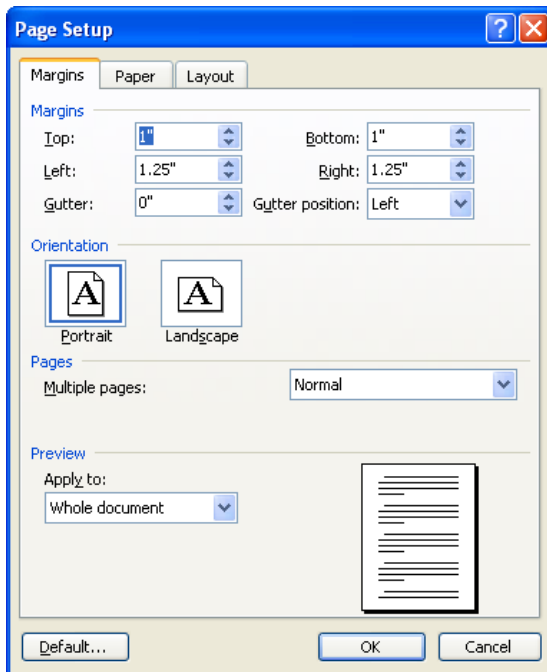 Page Setup
Margins Paper Layout
Margins
Top: 1" Bottom: 1"
Left: 1.25" Right: 1.25"
Gutter: 0" Gutter position: Left
Orientation
A A
Portrait Landscape
Pages
Multiple pages: Normal
Preview
Apply to:
Whole document
Default... OK Cancel